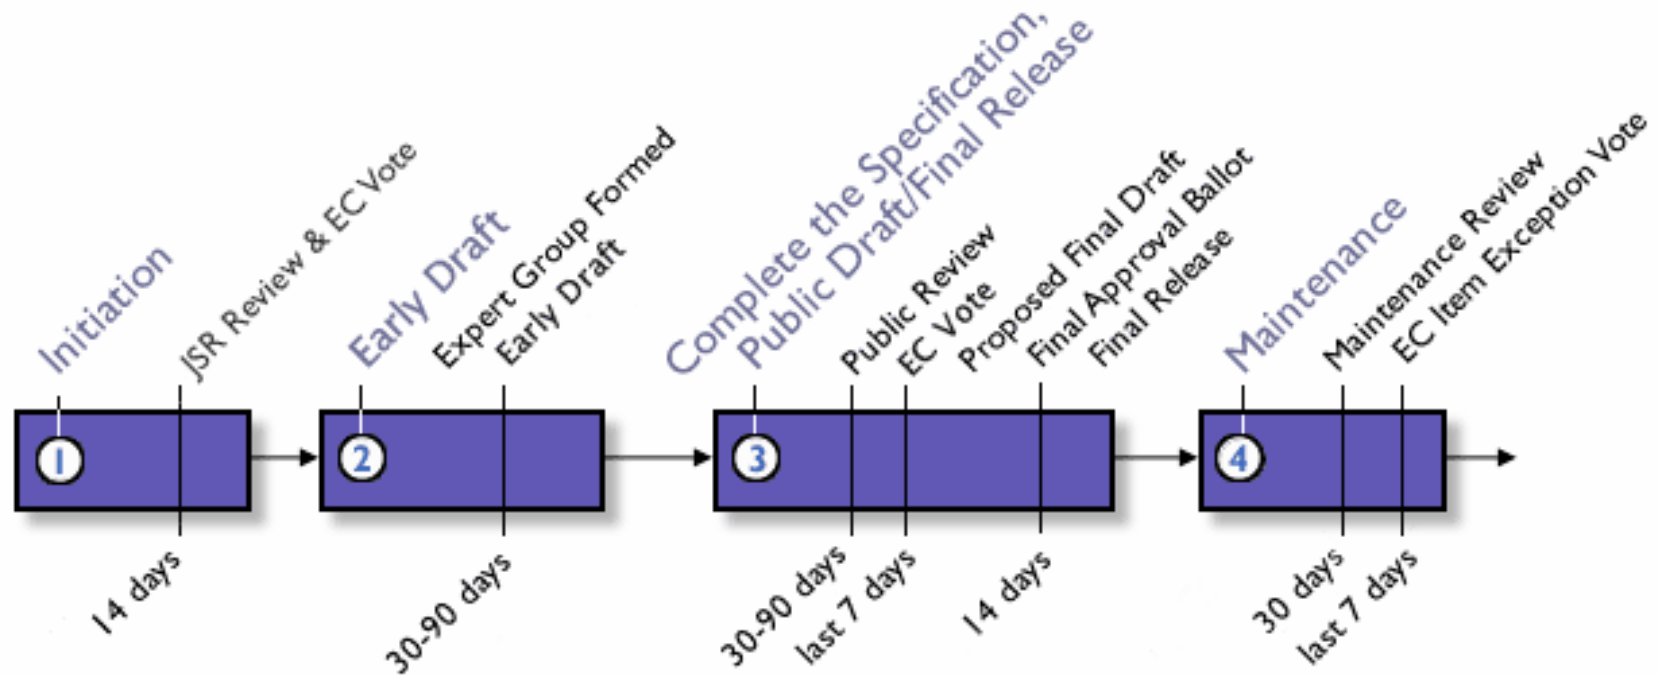 Initiation
JSR Review & EC Vote
Early Draft
Expert Group Formed
Early Draft
Complete the Specification,
Public Draft/Final Release
Public Review
EC Vote
Proposed Final Draft
Final Approval Ballot
Final Release
Maintenance
Maintenance Review
EC Item Exception Vote
1
2
3
4
14 days
30-90 days
30-90 days
last 7 days
14 days
30 days
last 7 days